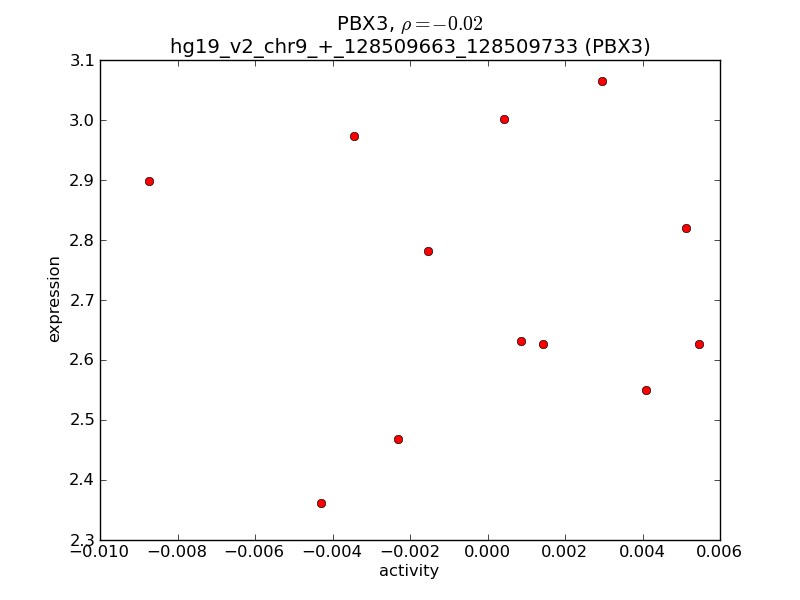 PBX3, ρ=−0.02
hg19_v2_chr9_+_128509663_128509733 (PBX3)
3.1
3.0
2.9
2.8
2.7
2.6
2.5
2.4
2.3
expression
−0.010 −0.008 −0.006 −0.004 −0.002 0.000 0.002 0.004 0.006
activity